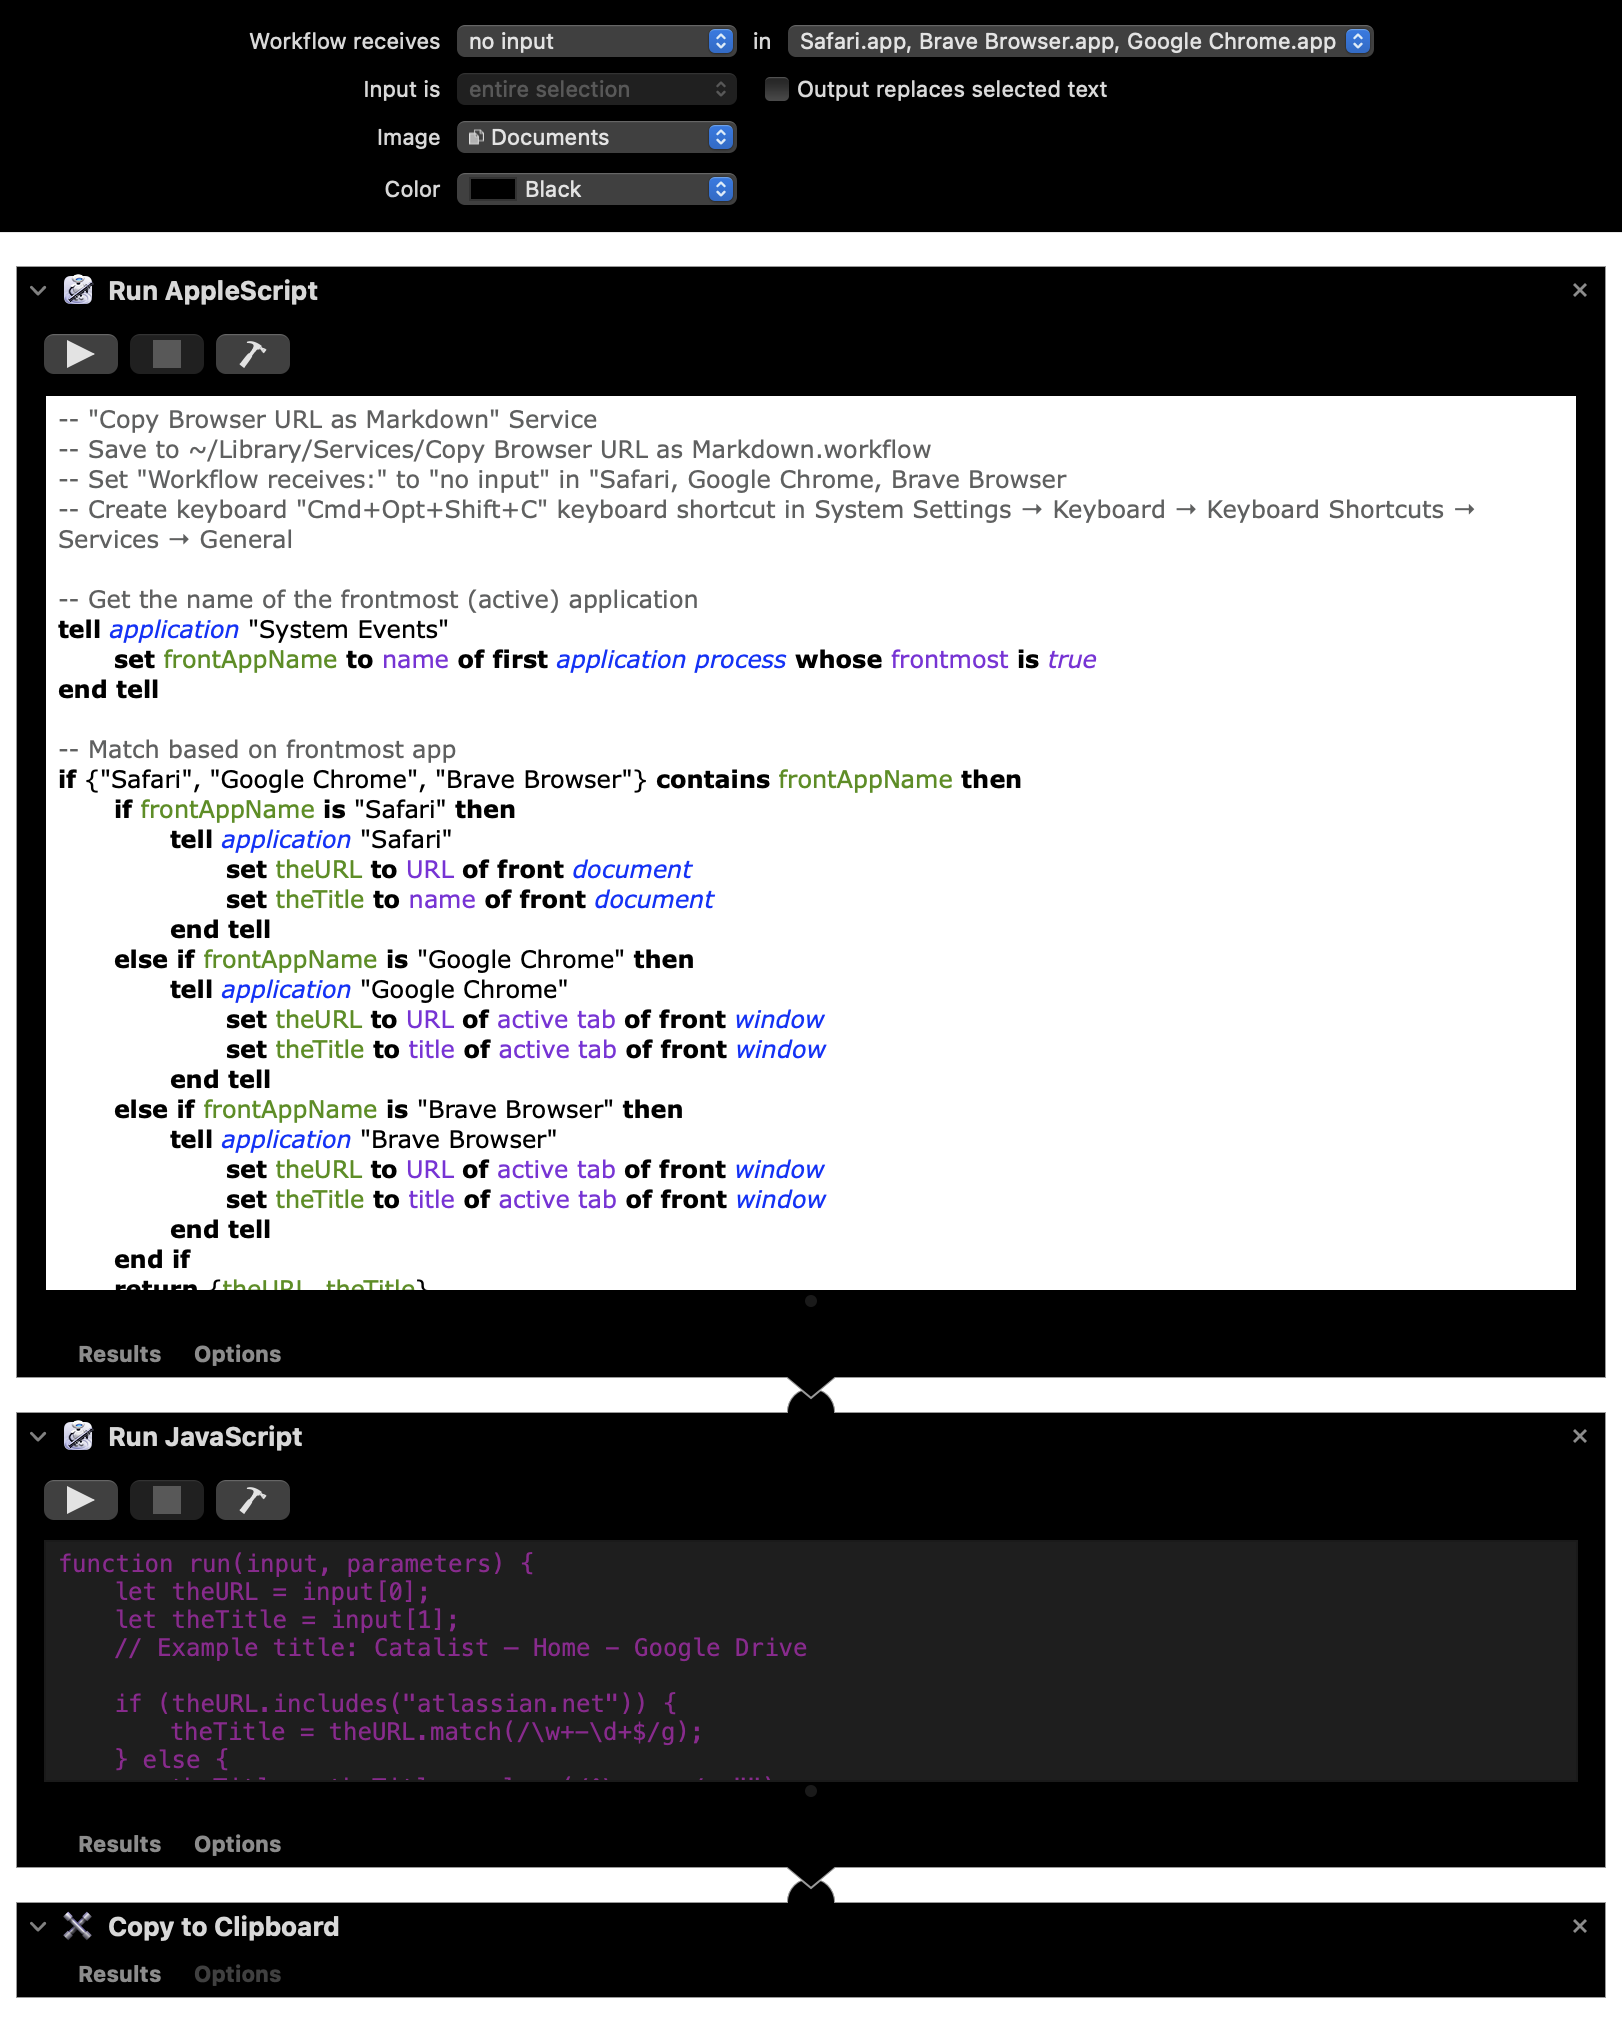 Workflow receives no input in Safari.app, Brave Browser.app, Google Chrome.app
Input is entire selection Output replaces selected text
Image Documents
Color Black
Run AppleScript
-- "Copy Browser URL as Markdown" Service
-- Save to ~/Library/Services/Copy Browser URL as Markdown.workflow
-- Set "Workflow receives:" to "no input" in "Safari, Google Chrome, Brave Browser
-- Create keyboard "Cmd+Opt+Shift+C" keyboard shortcut in System Settings → Keyboard → Keyboard Shortcuts →
Services → General
-- Get the name of the frontmost (active) application
tell application "System Events"
set frontAppName to name of first application process whose frontmost is true
end tell
-- Match based on frontmost app
if {"Safari", "Google Chrome", "Brave Browser"} contains frontAppName then
if frontAppName is "Safari" then
tell application "Safari"
set theURL to URL of front document
set theTitle to name of front document
end tell
else if frontAppName is "Google Chrome" then
tell application "Google Chrome"
set theURL to URL of active tab of front window
set theTitle to title of active tab of front window
end tell
else if frontAppName is "Brave Browser" then
tell application "Brave Browser"
set theURL to URL of active tab of front window
set theTitle to title of active tab of front window
end tell
end if
return {theURL, theTitle}
Results Options
Run JavaScript
function run(input, parameters) {
let theURL = input[0];
let theTitle = input[1];
// Example title: Catalist – Home – Google Drive
if (theURL.includes("atlassian.net")) {
theTitle = theURL.match(/\w+-\d+$/g);
} else {
Results Options
Copy to Clipboard
Results Options